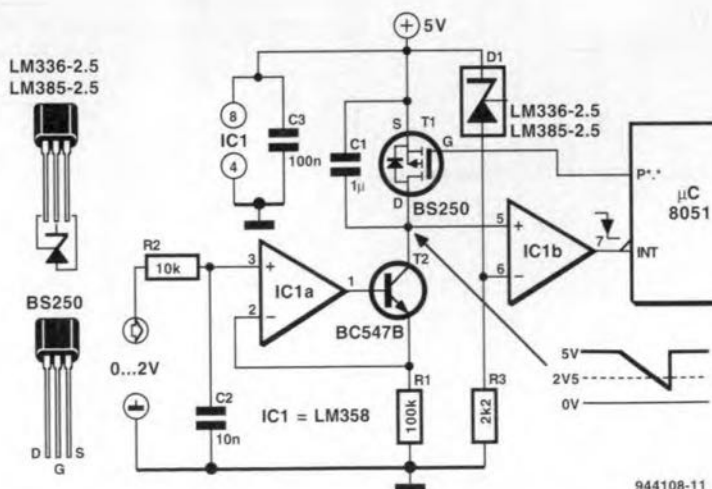 LM336-2.5
LM385-2.5
BS250
D
G
S
5V
8
IC1
4
C3
100n
C1
1µ
S
T1
G
D
BS250
D1
LM336-2.5
LM385-2.5
P*.*
µC
8051
INT
R2
10k
3
+
IC1a
1
2
−
T2
BC547B
5
+
IC1b
7
6
−
0...2V
C2
10n
IC1 = LM358
R1
100k
R3
2k2
5V
2V5
0V
944108-11